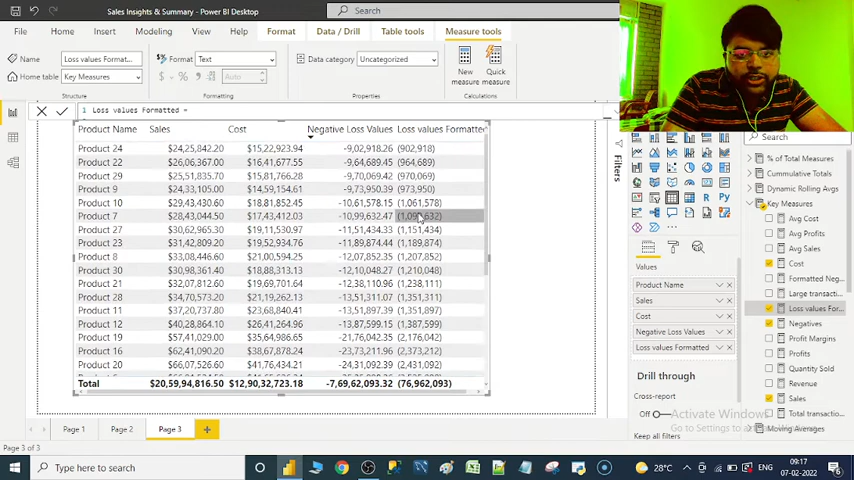 Sales Insights & Summary - Power BI Desktop
Search
File
Home
Insert
Modeling
View
Help
Format
Data / Drill
Table tools
Measure tools
Name
Loss values Format...
Format
Text
Data category
Uncategorized
Home table
Key Measures
$
%
Auto
New
measure
Quick
measure
Structure
Formatting
Properties
Calculations
1 Loss values Formatted =
Product Name Sales Cost Negative Loss Values Loss values Formatted
Product 24 $24,25,842.20 $15,22,923.94 -9,02,918.26 (902,918)
Product 22 $26,06,367.00 $16,41,677.55 -9,64,689.45 (964,689)
Product 29 $25,51,835.70 $15,81,766.28 -9,70,069.42 (970,069)
Product 9 $24,33,105.00 $14,59,154.61 -9,73,950.39 (973,950)
Product 10 $29,43,430.60 $18,81,852.45 -10,61,578.15 (1,061,578)
Product 7 $28,43,044.50 $17,43,412.03 -10,99,632.47 (1,099,632)
Product 27 $30,62,965.30 $19,11,530.97 -11,51,434.33 (1,151,434)
Product 23 $31,42,809.20 $19,52,934.76 -11,89,874.44 (1,189,874)
Product 8 $33,08,446.60 $21,00,594.25 -12,07,852.35 (1,207,852)
Product 30 $30,98,361.40 $18,88,313.13 -12,10,048.27 (1,210,048)
Product 21 $32,07,812.60 $19,69,701.64 -12,38,110.96 (1,238,111)
Product 28 $34,70,573.20 $21,19,262.13 -13,51,311.07 (1,351,311)
Product 11 $37,20,737.80 $23,68,840.41 -13,51,897.39 (1,351,897)
Product 12 $40,28,864.10 $26,41,264.96 -13,87,599.15 (1,387,599)
Product 14 $57,41,029.00 $35,64,986.65 -21,76,042.35 (2,176,042)
Product 16 $62,41,090.20 $38,67,878.24 -23,73,211.96 (2,373,212)
Product 20 $66,07,526.60 $41,76,434.21 -24,31,092.39 (2,431,092)
Total $20,59,94,816.50 $12,90,32,723.18 -7,69,62,093.32 (76,962,093)
Filters
Values
Product Name
Sales
Cost
Negative Loss Values
Loss values Formatted
Drill through
Cross-report
Off
Keep all filters
Search
% of Total Measures
Cummulative Totals
Dynamic Rolling Avgs
Key Measures
Avg Cost
Avg Profits
Avg Sales
Cost
Formatted Neg...
Large transacti...
Loss values For...
Negatives
Profit Margins
Profits
Quantity Sold
Revenue
Sales
Total transactio...
Moving Averages
Activate Windows
Go to Settings to activate Windows.
Page 1
Page 2
Page 3
Page 3 of 3
Type here to search
28°C
ENG
09:17
07-02-2022